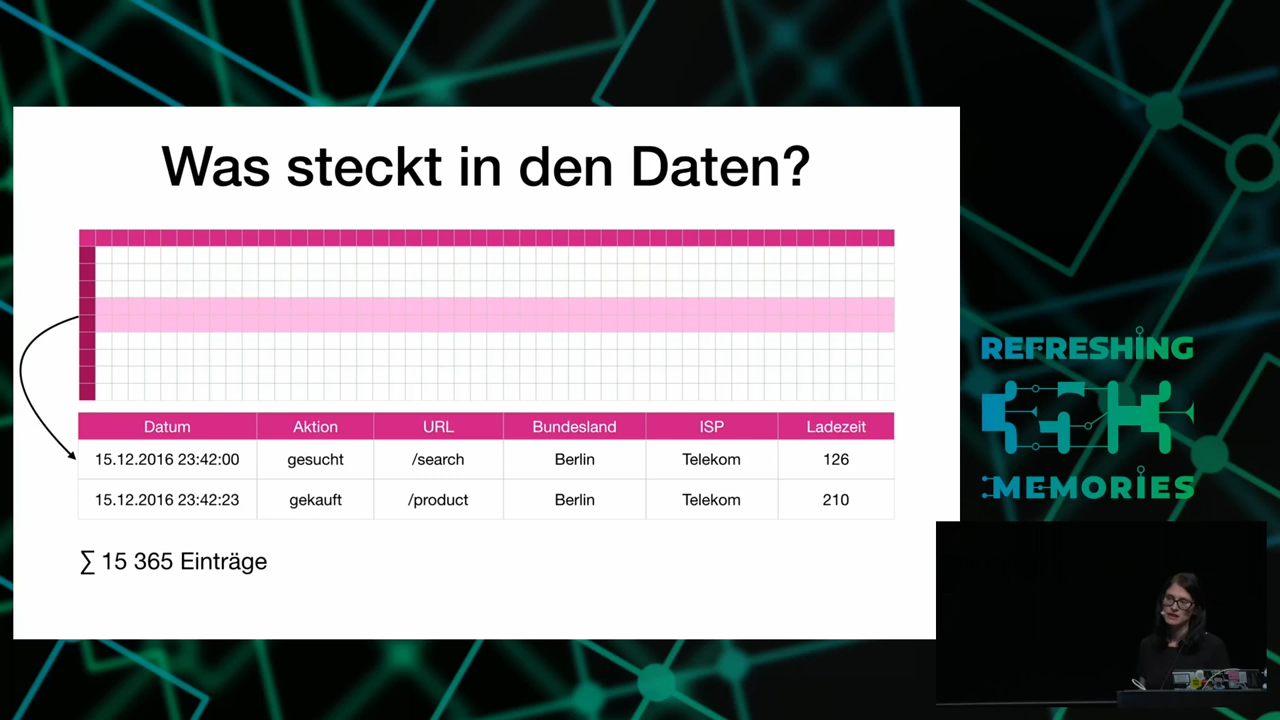 Was steckt in den Daten?
Datum Aktion URL Bundesland ISP Ladezeit
15.12.2016 23:42:00 gesucht /search Berlin Telekom 126
15.12.2016 23:42:23 gekauft /product Berlin Telekom 210
∑ 15 365 Einträge
REFRESHING
:MEMORIES